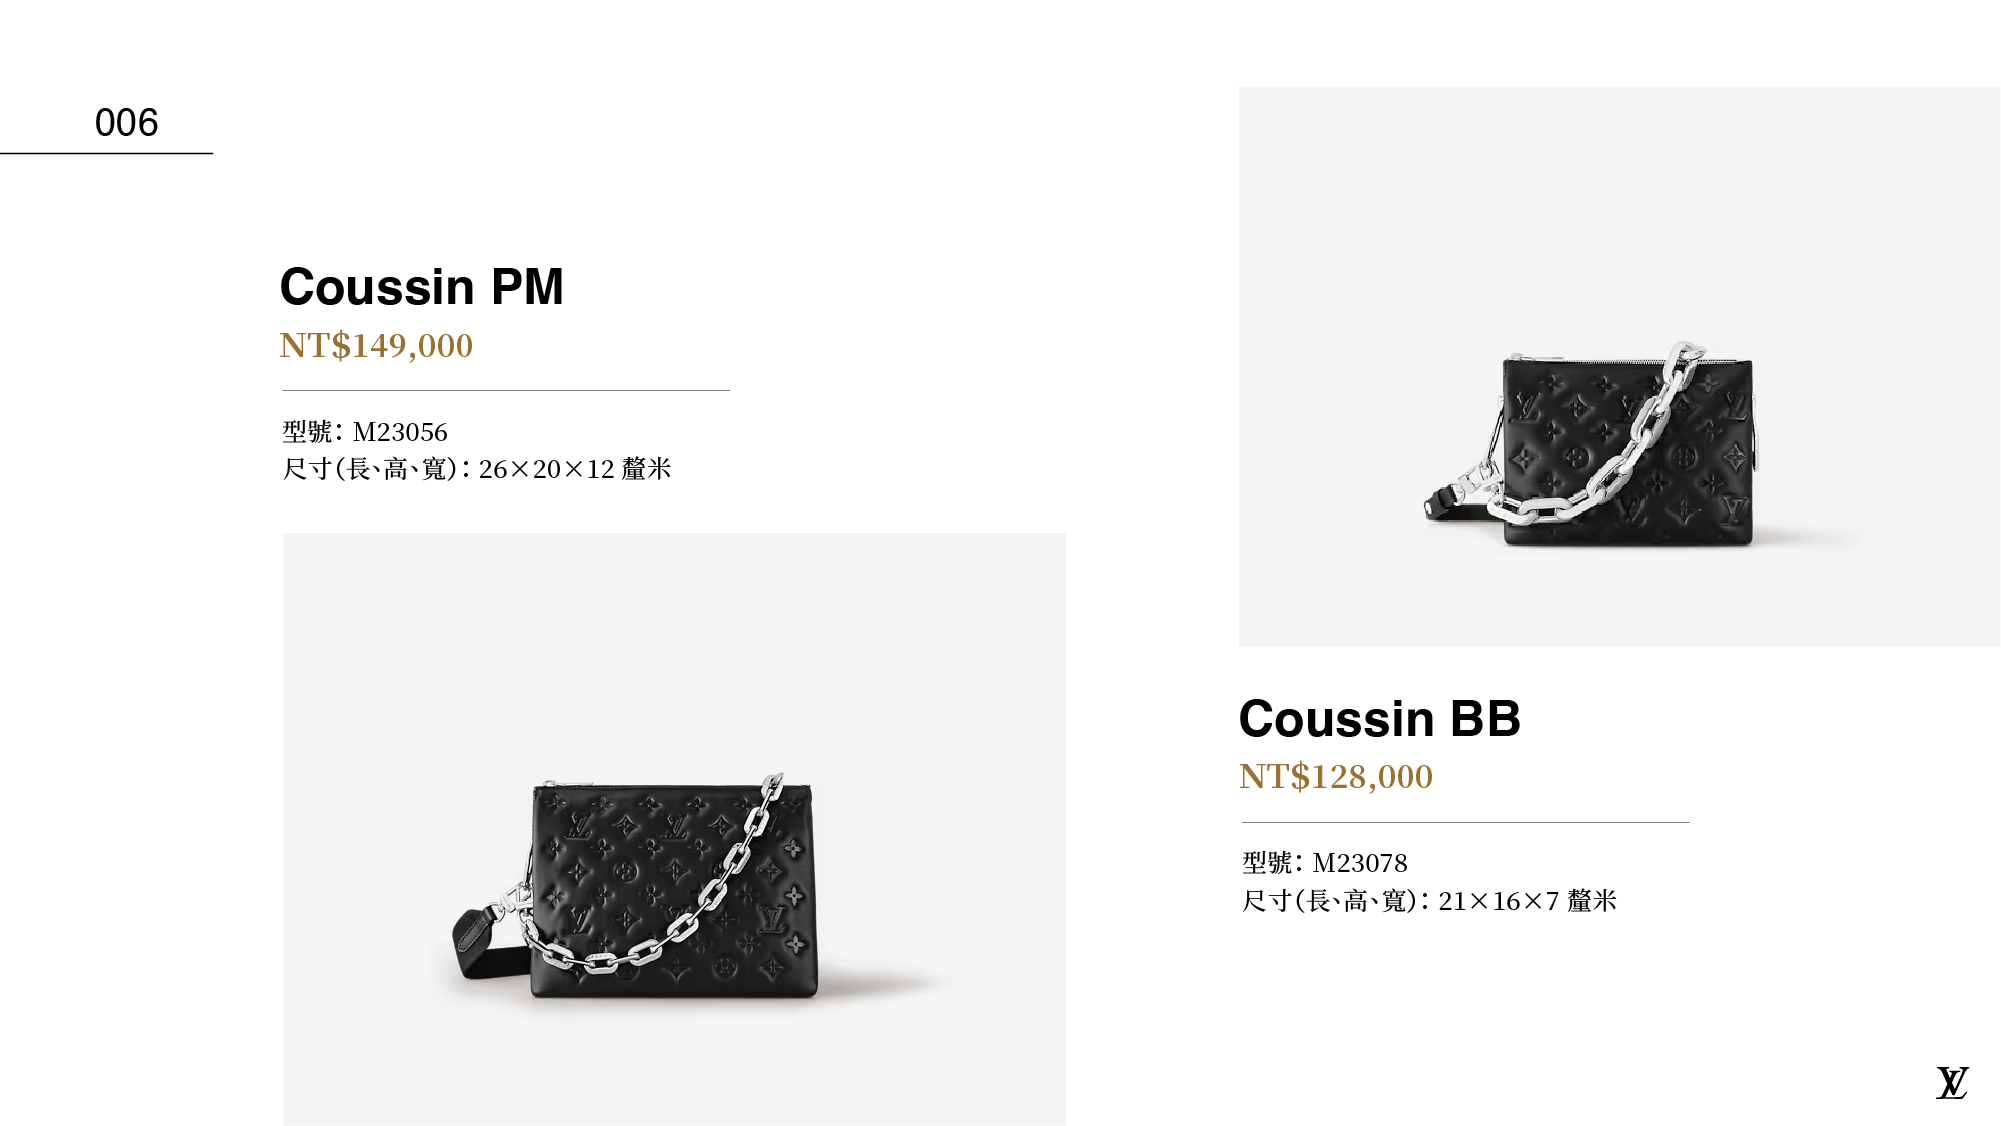 006
Coussin PM
NT$149,000
型號：M23056
尺寸（長、高、寬）：26×20×12 釐米
Coussin BB
NT$128,000
型號：M23078
尺寸（長、高、寬）：21×16×7 釐米
LV